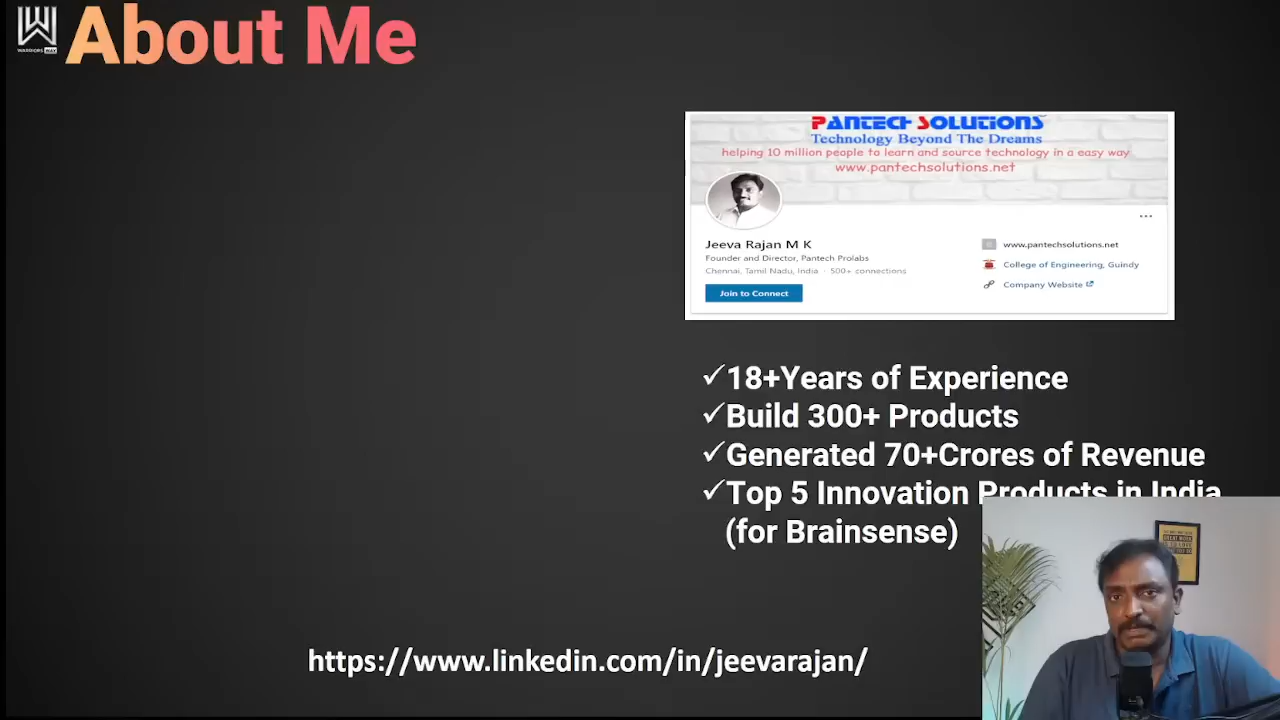 WARRIORS WAY
About Me
PANTECH SOLUTIONS
Technology Beyond The Dreams
helping 10 million people to learn and source technology in a easy way
www.pantechsolutions.net
Jeeva Rajan M K
Founder and Director, Pantech Prolabs
Chennai, Tamil Nadu, India · 500+ connections
Join to Connect
www.pantechsolutions.net
College of Engineering, Guindy
Company Website
✓18+Years of Experience
✓Build 300+ Products
✓Generated 70+Crores of Revenue
✓Top 5 Innovation Products in India
(for Brainsense)
https://www.linkedin.com/in/jeevarajan/